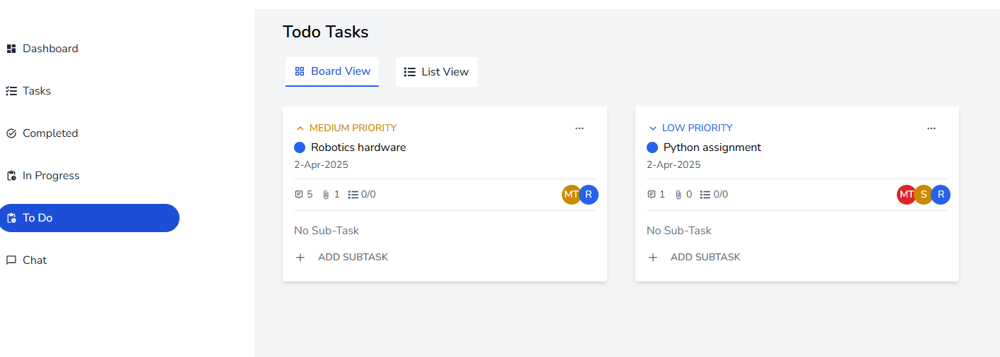 Dashboard
Tasks
Completed
In Progress
To Do
Chat
Todo Tasks
Board View
List View
MEDIUM PRIORITY
Robotics hardware
2-Apr-2025
5 1 0/0 MT R
No Sub-Task
+ ADD SUBTASK
LOW PRIORITY
Python assignment
2-Apr-2025
1 0 0/0 MT S R
No Sub-Task
+ ADD SUBTASK